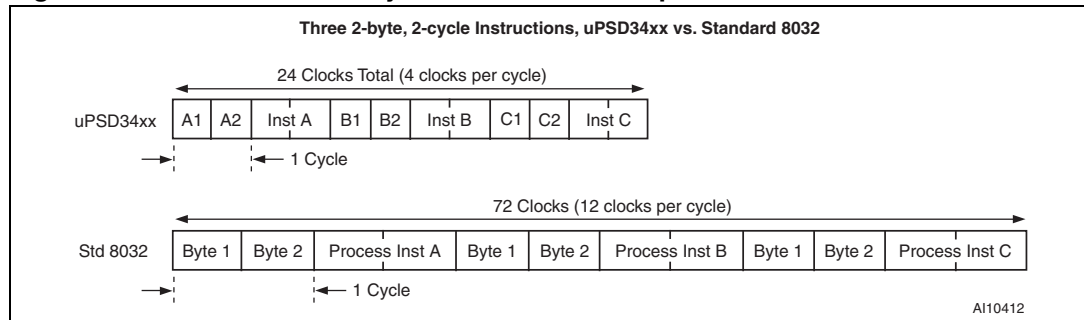 Three 2-byte, 2-cycle Instructions, uPSD34xx vs. Standard 8032
24 Clocks Total (4 clocks per cycle)
uPSD34xx A1 A2 Inst A B1 B2 Inst B C1 C2 Inst C
1 Cycle
72 Clocks (12 clocks per cycle)
Std 8032 Byte 1 Byte 2 Process Inst A Byte 1 Byte 2 Process Inst B Byte 1 Byte 2 Process Inst C
1 Cycle
AI10412